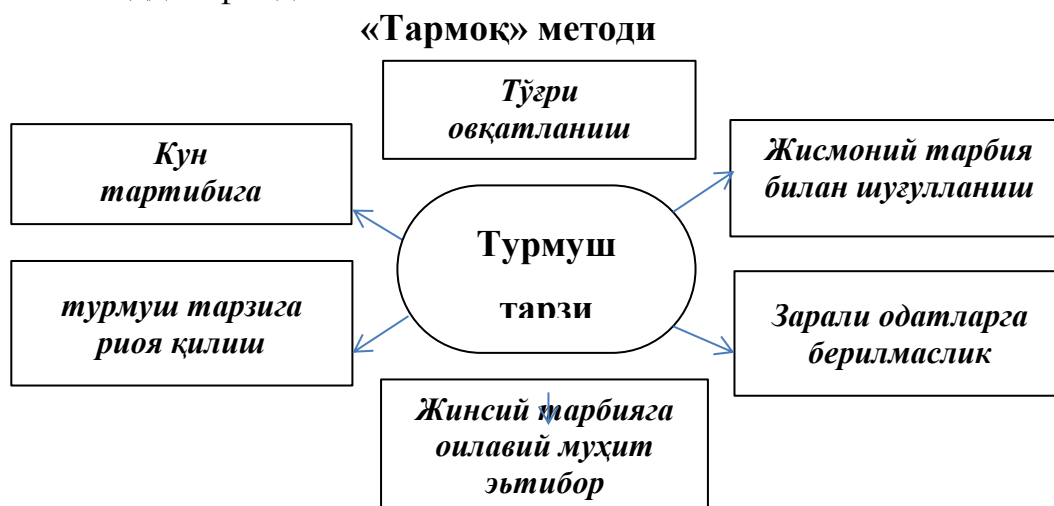 «Тармоқ» методи
Тўғри
овқатланиш
Кун
тартибига
Жисмоний тарбия
билан шуғулланиш
Турмуш
тарзи
турмуш тарзига
риоя қилиш
Зарали одатларга
берилмаслик
Жинсий тарбияга
оилавий муҳит
эьтибор